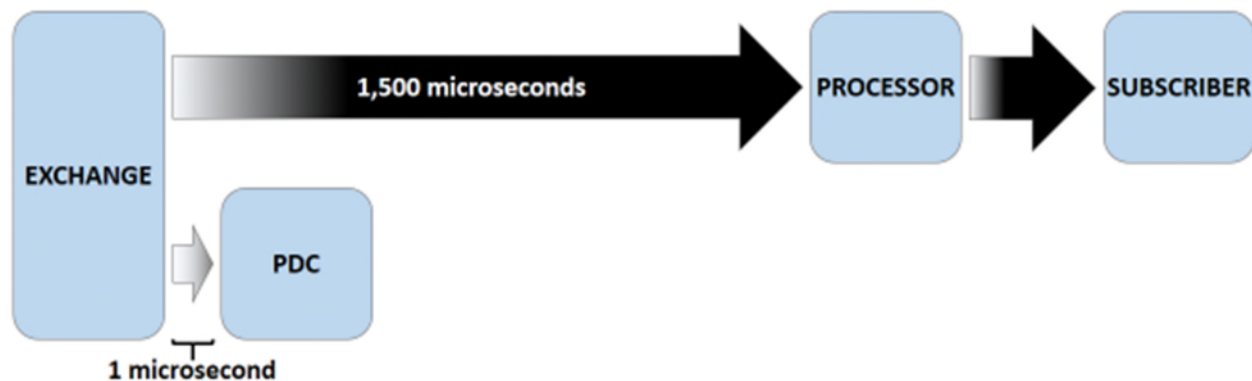 1,500 microseconds
PROCESSOR
SUBSCRIBER
EXCHANGE
PDC
1 microsecond